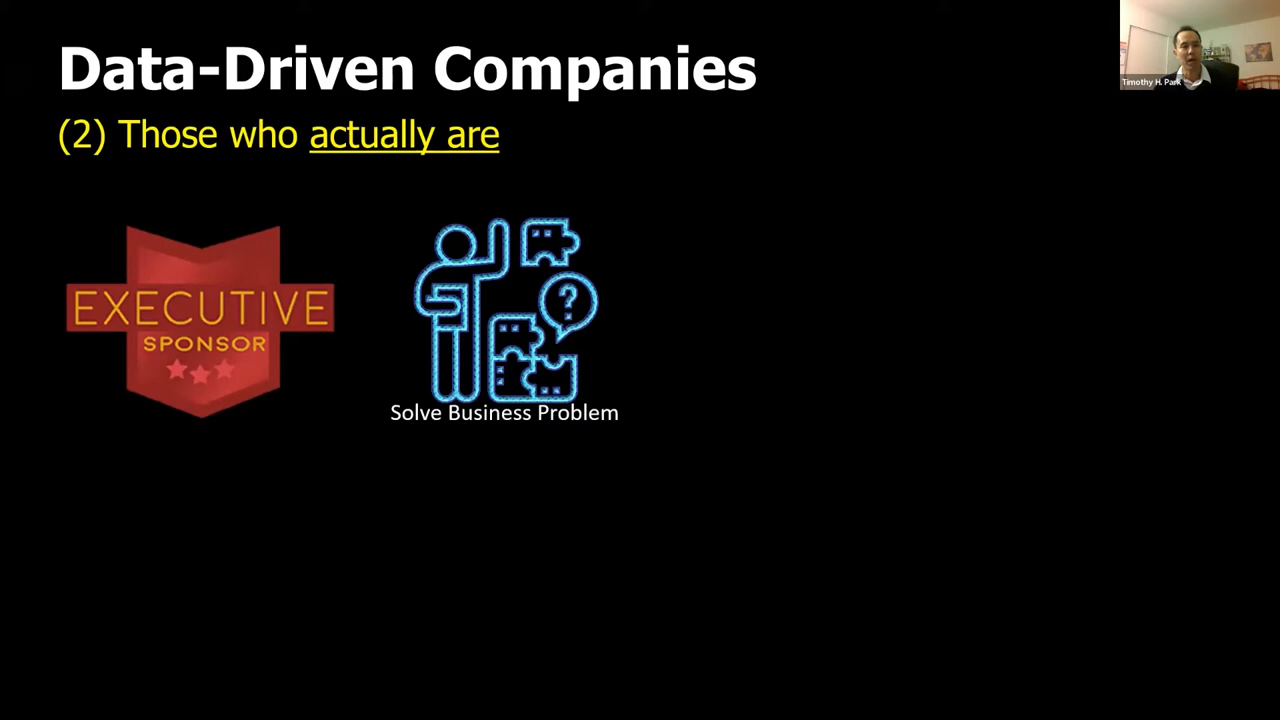 Data-Driven Companies
Timothy H. Park
(2) Those who actually are
EXECUTIVE
SPONSOR
?
Solve Business Problem